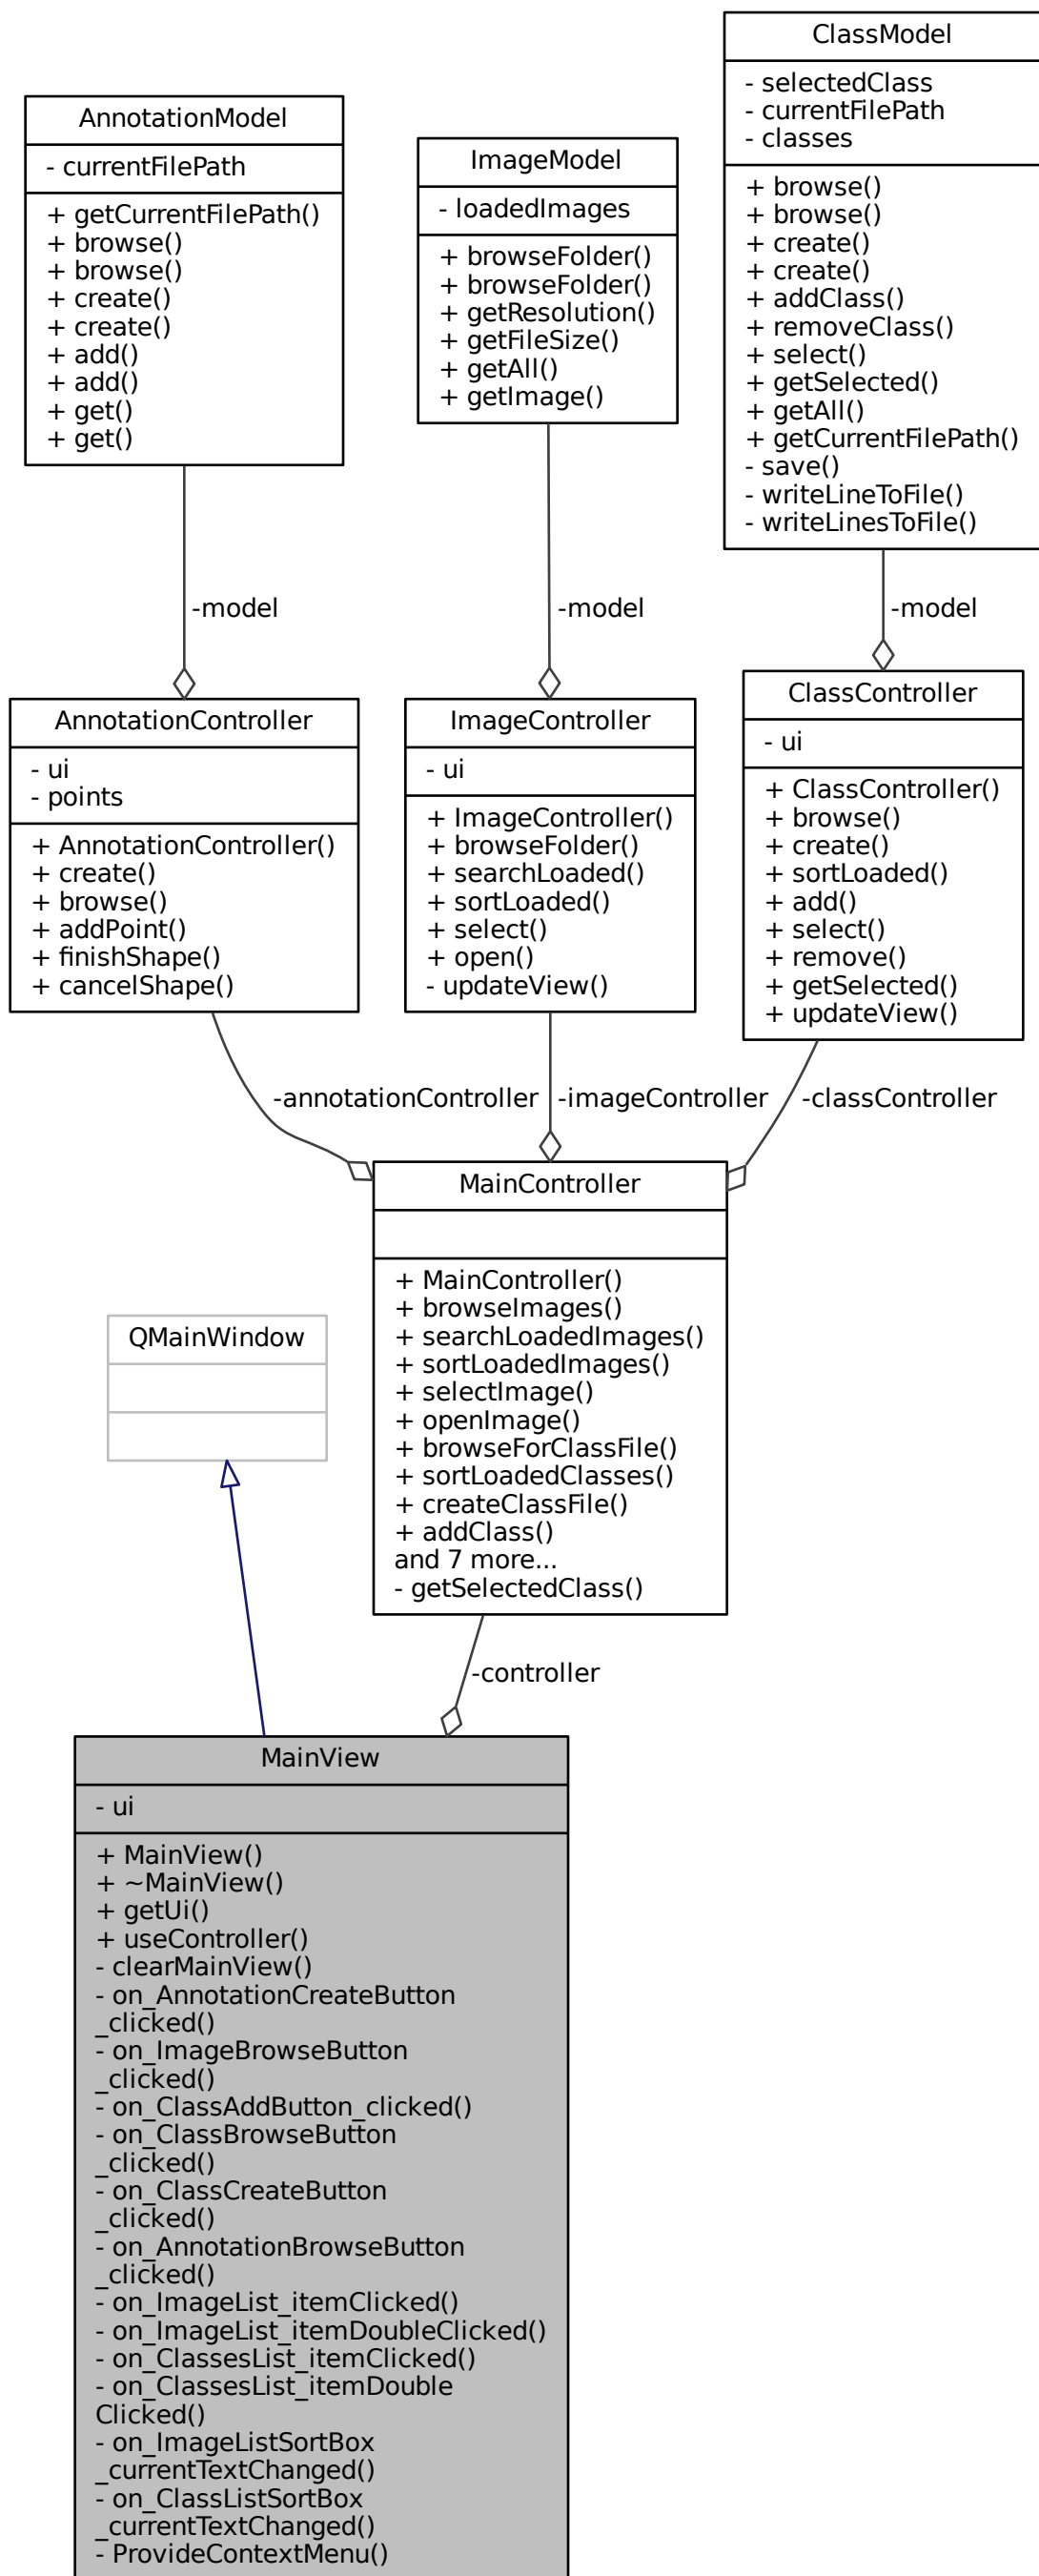 ClassModel
- selectedClass
- currentFilePath
- classes
+ browse()
+ browse()
+ create()
+ create()
+ addClass()
+ removeClass()
+ select()
+ getSelected()
+ getAll()
+ getCurrentFilePath()
- save()
- writeLineToFile()
- writeLinesToFile()
AnnotationModel
- currentFilePath
+ getCurrentFilePath()
+ browse()
+ browse()
+ create()
+ create()
+ add()
+ add()
+ get()
+ get()
ImageModel
- loadedImages
+ browseFolder()
+ browseFolder()
+ getResolution()
+ getFileSize()
+ getAll()
+ getImage()
-model
-model
-model
AnnotationController
- ui
- points
+ AnnotationController()
+ create()
+ browse()
+ addPoint()
+ finishShape()
+ cancelShape()
ImageController
- ui
+ ImageController()
+ browseFolder()
+ searchLoaded()
+ sortLoaded()
+ select()
+ open()
- updateView()
ClassController
- ui
+ ClassController()
+ browse()
+ create()
+ sortLoaded()
+ add()
+ select()
+ remove()
+ getSelected()
+ updateView()
-annotationController
-imageController
-classController
MainController
+ MainController()
+ browseImages()
+ searchLoadedImages()
+ sortLoadedImages()
+ selectImage()
+ openImage()
+ browseForClassFile()
+ sortLoadedClasses()
+ createClassFile()
+ addClass()
and 7 more...
- getSelectedClass()
QMainWindow
-controller
MainView
- ui
+ MainView()
+ ~MainView()
+ getUi()
+ useController()
- clearMainView()
- on_AnnotationCreateButton
_clicked()
- on_ImageBrowseButton
_clicked()
- on_ClassAddButton_clicked()
- on_ClassBrowseButton
_clicked()
- on_ClassCreateButton
_clicked()
- on_AnnotationBrowseButton
_clicked()
- on_ImageList_itemClicked()
- on_ImageList_itemDoubleClicked()
- on_ClassesList_itemClicked()
- on_ClassesList_itemDouble
Clicked()
- on_ImageListSortBox
_currentTextChanged()
- on_ClassListSortBox
_currentTextChanged()
- ProvideContextMenu()